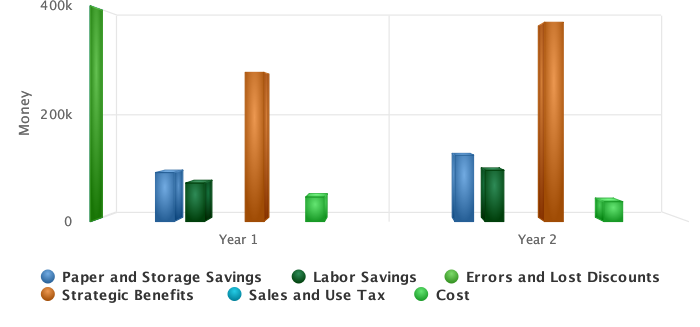 400k
200k
Money
0
Year 1 Year 2
Paper and Storage Savings Labor Savings Errors and Lost Discounts
Strategic Benefits Sales and Use Tax Cost